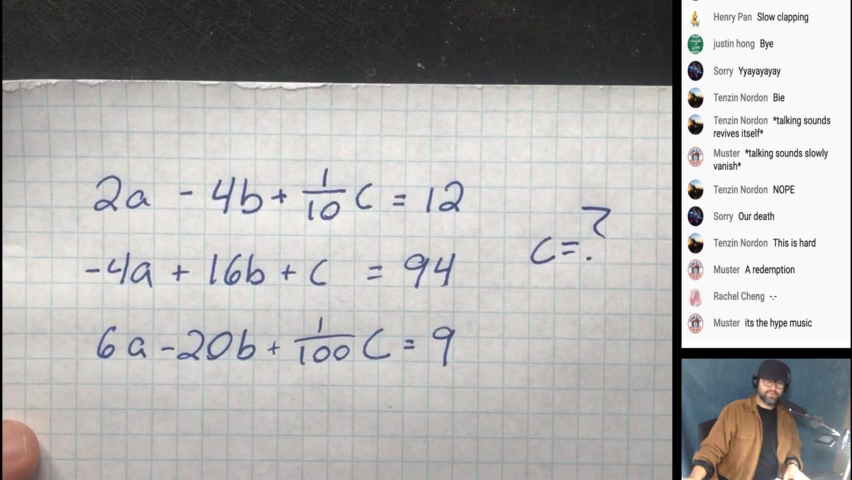 2a - 4b + 1/10 c = 12
-4a + 16b + c = 94
6a - 20b + 1/100 c = 9
c = ?
Henry Pan Slow clapping
justin hong Bye
Sorry Yyayayayay
Tenzin Nordon Bie
Tenzin Nordon *talking sounds
revives itself*
Muster *talking sounds slowly
vanish*
Tenzin Nordon NOPE
Sorry Our death
Tenzin Nordon This is hard
Muster A redemption
Rachel Cheng -.-
Muster its the hype music